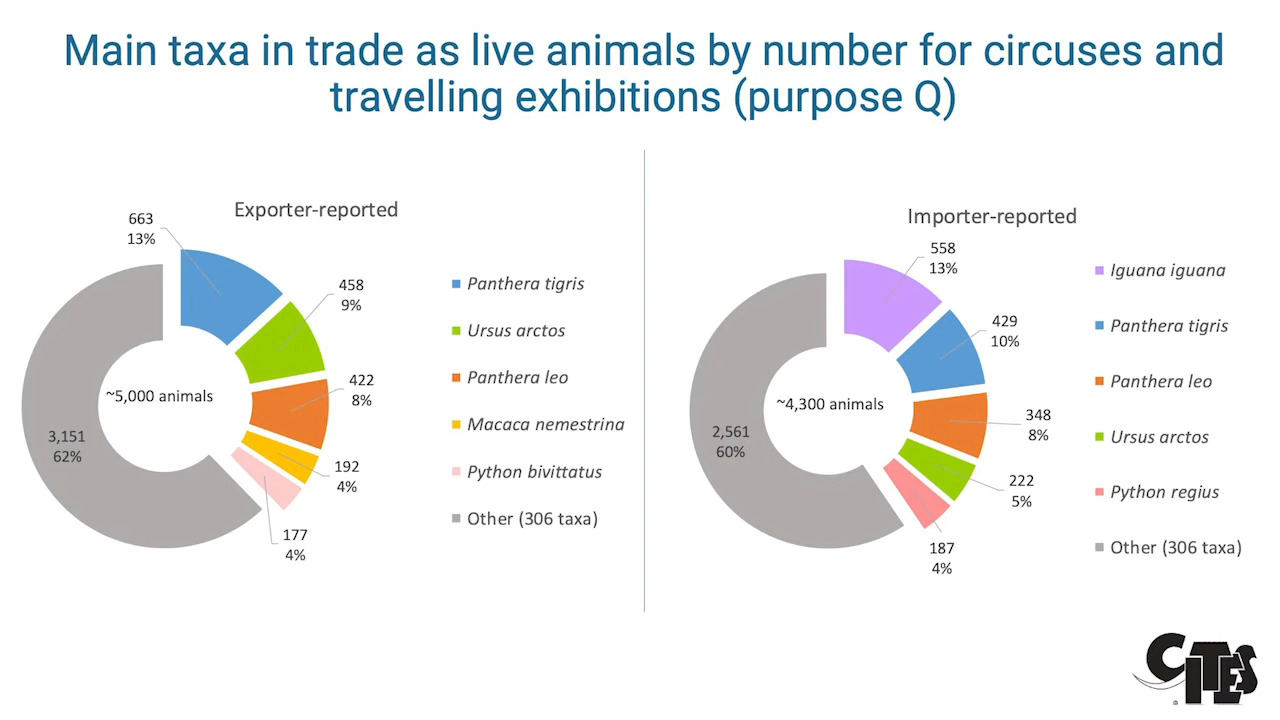 Main taxa in trade as live animals by number for circuses and
travelling exhibitions (purpose Q)
Exporter-reported
663
13%
458
9%
422
8%
192
4%
177
4%
3,151
62%
~5,000 animals
Panthera tigris
Ursus arctos
Panthera leo
Macaca nemestrina
Python bivittatus
Other (306 taxa)
Importer-reported
558
13%
429
10%
348
8%
222
5%
187
4%
2,561
60%
~4,300 animals
Iguana iguana
Panthera tigris
Panthera leo
Ursus arctos
Python regius
Other (306 taxa)
CITES
®